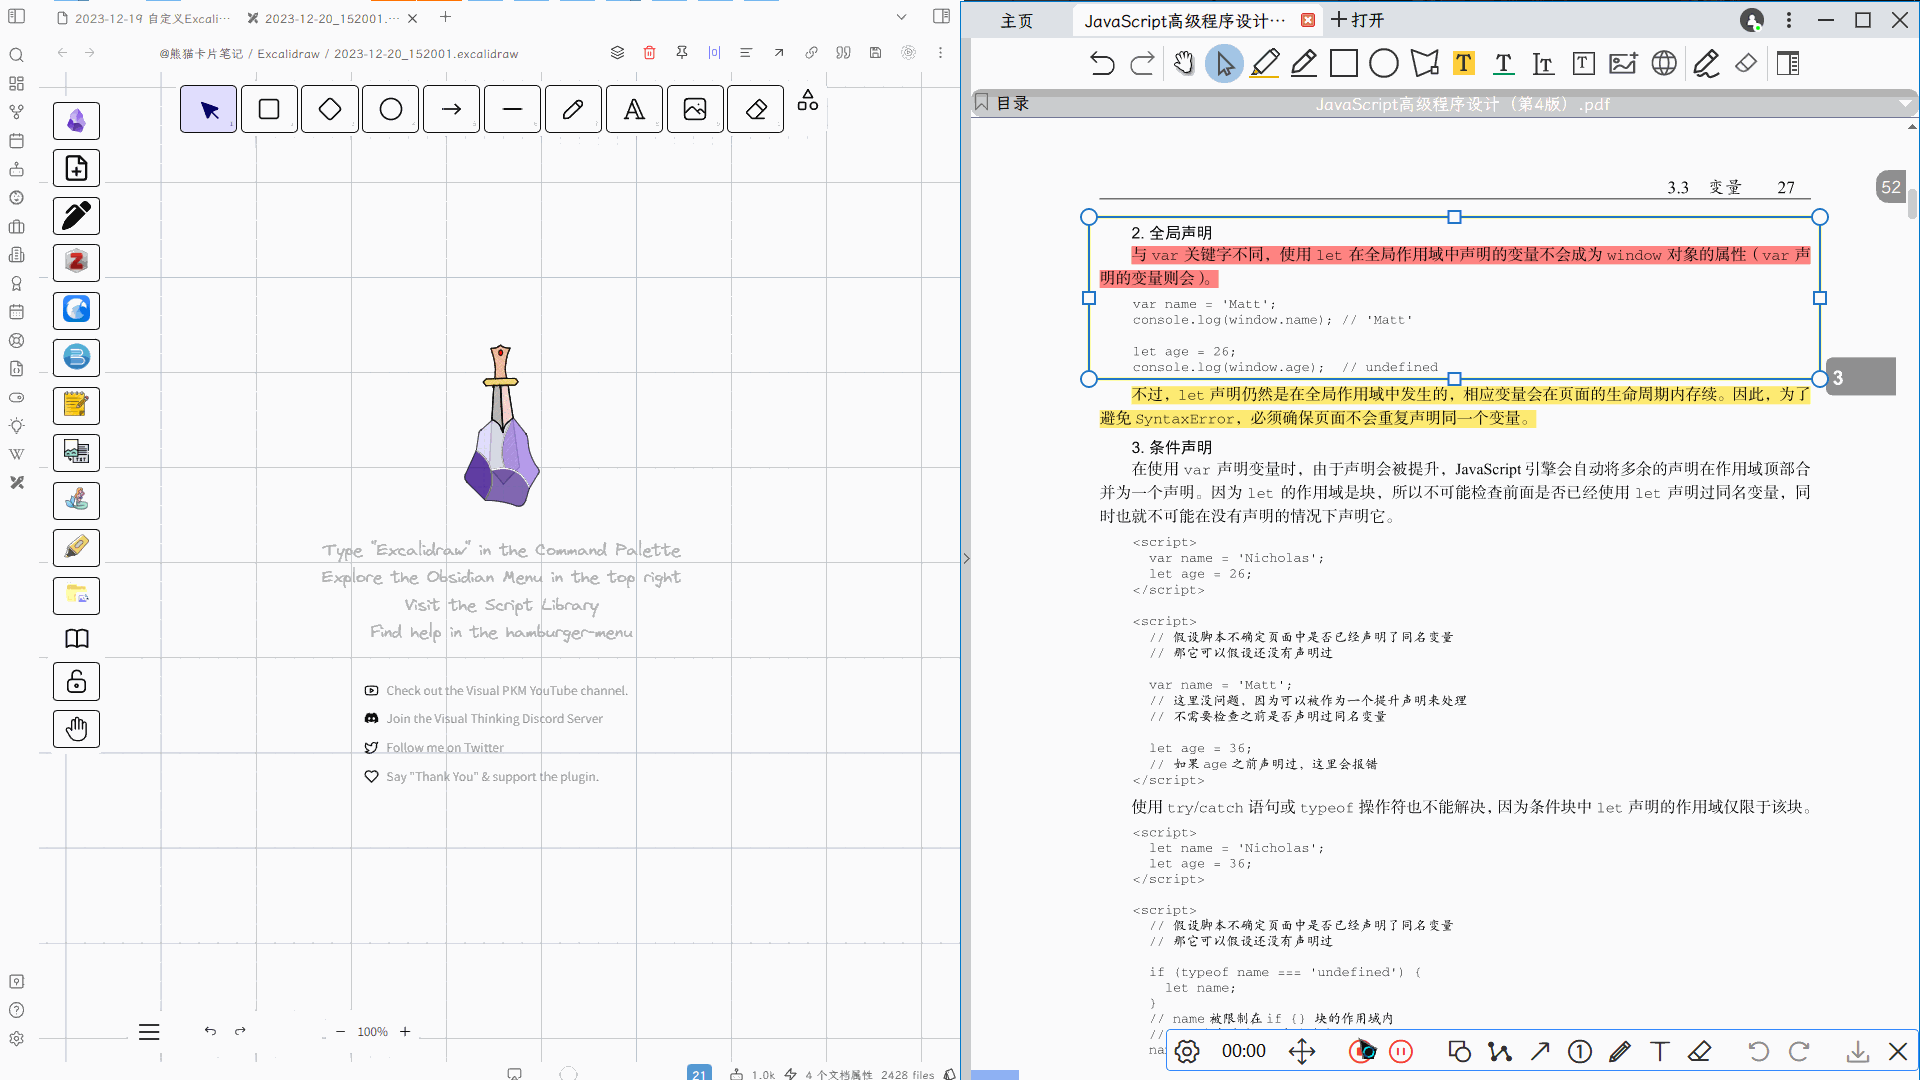 2023-12-19 自定义Excali···
2023-12-20_152001.···
@熊猫卡片笔记 / Excalidraw / 2023-12-20_152001.excalidraw
Type "Excalidraw" in the Command Palette
Explore the Obsidian Menu in the top right
Visit the Script Library
Find help in the hamburger-menu
Check out the Visual PKM YouTube channel.
Join the Visual Thinking Discord Server
Follow me on Twitter
Say "Thank You" & support the plugin.
100%
21 1.0k 4 个文档属性 2428 files
主页
JavaScript高级程序设计···
打开
目录
JavaScript高级程序设计（第4版）.pdf
3.3 变量 27
52
2. 全局声明
与 var 关键字不同，使用 let 在全局作用域中声明的变量不会成为 window 对象的属性（var 声
明的变量则会）。
var name = 'Matt';
console.log(window.name); // 'Matt'
let age = 26;
console.log(window.age); // undefined
3
不过，let 声明仍然是在全局作用域中发生的，相应变量会在页面的生命周期内存续。因此，为了
避免 SyntaxError，必须确保页面不会重复声明同一个变量。
3. 条件声明
在使用 var 声明变量时，由于声明会被提升，JavaScript 引擎会自动将多余的声明在作用域顶部合
并为一个声明。因为 let 的作用域是块，所以不可能检查前面是否已经使用 let 声明过同名变量，同
时也就不可能在没有声明的情况下声明它。
<script>
var name = 'Nicholas';
let age = 26;
</script>
<script>
// 假设脚本不确定页面中是否已经声明了同名变量
// 那它可以假设还没有声明过
var name = 'Matt';
// 这里没问题，因为可以被作为一个提升声明来处理
// 不需要检查之前是否声明过同名变量
let age = 36;
// 如果 age 之前声明过，这里会报错
</script>
使用 try/catch 语句或 typeof 操作符也不能解决，因为条件块中 let 声明的作用域仅限于该块。
<script>
let name = 'Nicholas';
let age = 36;
</script>
<script>
// 假设脚本不确定页面中是否已经声明了同名变量
// 那它可以假设还没有声明过
if (typeof name === 'undefined') {
let name;
}
// name 被限制在 if {} 块的作用域内
//
00:00